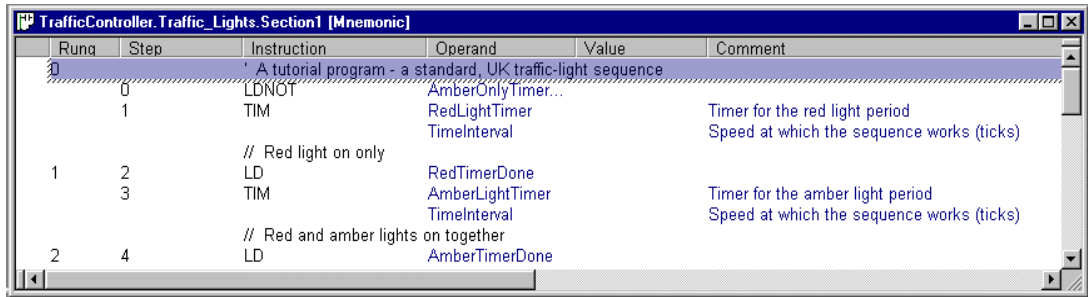 TrafficController.Traffic_Lights.Section1 [Mnemonic]
Rung Step Instruction Operand Value Comment
0 ' A tutorial program - a standard, UK traffic-light sequence
0 LDNOT AmberOnlyTimer...
1 TIM RedLightTimer Timer for the red light period
TimeInterval Speed at which the sequence works (ticks)
// Red light on only
1 2 LD RedTimerDone
3 TIM AmberLightTimer Timer for the amber light period
TimeInterval Speed at which the sequence works (ticks)
// Red and amber lights on together
2 4 LD AmberTimerDone